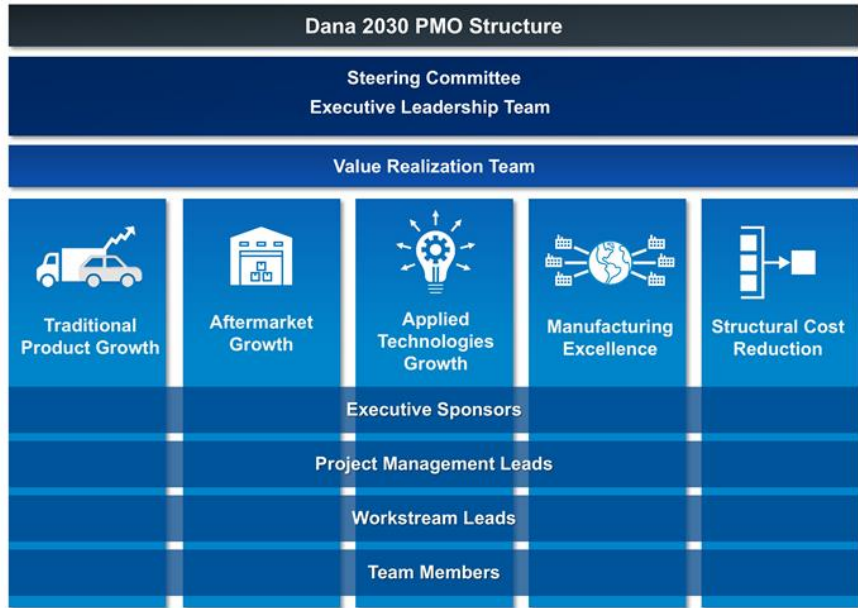 Dana 2030 PMO Structure
Steering Committee
Executive Leadership Team
Value Realization Team
Traditional
Product Growth
Aftermarket
Growth
Applied
Technologies
Growth
Manufacturing
Excellence
Structural Cost
Reduction
Executive Sponsors
Project Management Leads
Workstream Leads
Team Members